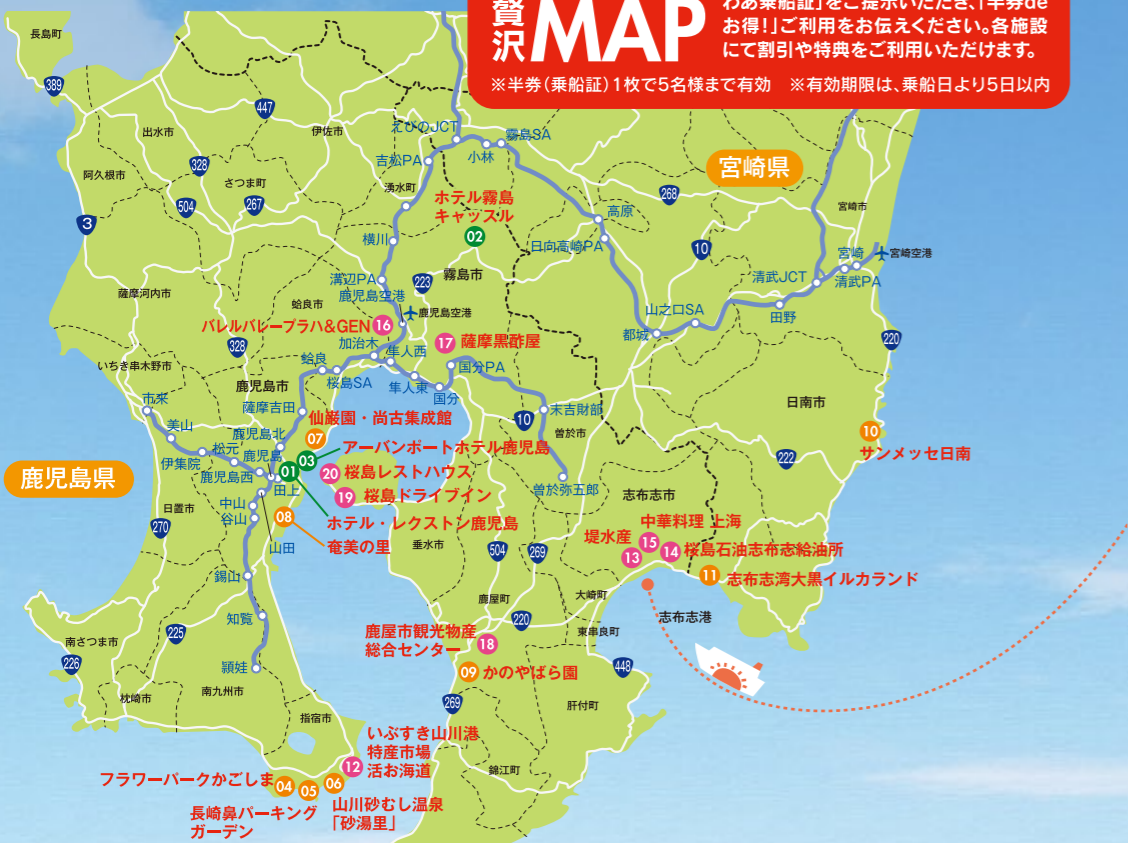 贅沢MAP
わあ乗船証」をご提示いただき、「半券de
お得!」ご利用をお伝えください。各施設
にて割引や特典をご利用いただけます。
※半券(乗船証)1枚で5名様まで有効　※有効期限は、乗船日より5日以内
長島町
389
447
出水市
伊佐市
えびのJCT
霧島SA
小林
吉松PA
宮崎県
阿久根市
328
さつま町
504
267
湧水町
268
ホテル霧島
キャッスル
02
高原
宮崎市
3
横川
日向高崎PA
10
宮崎
宮崎空港
清武JCT
清武PA
溝辺PA
223
霧島市
鹿児島空港
薩摩河内市
姶良市
鹿児島空港
山之口SA
田野
バレルバレープラハ&GEN
16
17
薩摩黒酢屋
都城
220
328
加治木
隼人西
いちき串木野市
姶良
国分PA
鹿児島市
桜島SA
隼人東
国分
市来
薩摩吉田
日南市
仙巌園・尚古集成館
10
末吉財部
美山
鹿児島北
07
曽於市
10
松元
鹿児島
03
アーバンポートホテル鹿児島
サンメッセ日南
伊集院
鹿児島西
01
20
桜島レストハウス
222
鹿児島県
田上
19
桜島ドライブイン
曽於弥五郎
志布志市
日置市
中山
谷山
08
ホテル・レクストン鹿児島
中華料理 上海
270
奄美の里
垂水市
堤水産
15
山田
504
269
13
14
桜島石油志布志給油所
錫山
11
志布志湾大黒イルカランド
鹿屋町
大崎町
知覧
220
志布志港
225
鹿屋市観光物産
総合センター
18
東串良町
南さつま市
226
頴娃
09
かのやばら園
448
南九州市
枕崎市
269
肝付町
指宿市
いぶすき山川港
特産市場
活お海道
12
錦江町
フラワーパークかごしま
04
05
06
山川砂むし温泉
「砂湯里」
長崎鼻パーキング
ガーデン